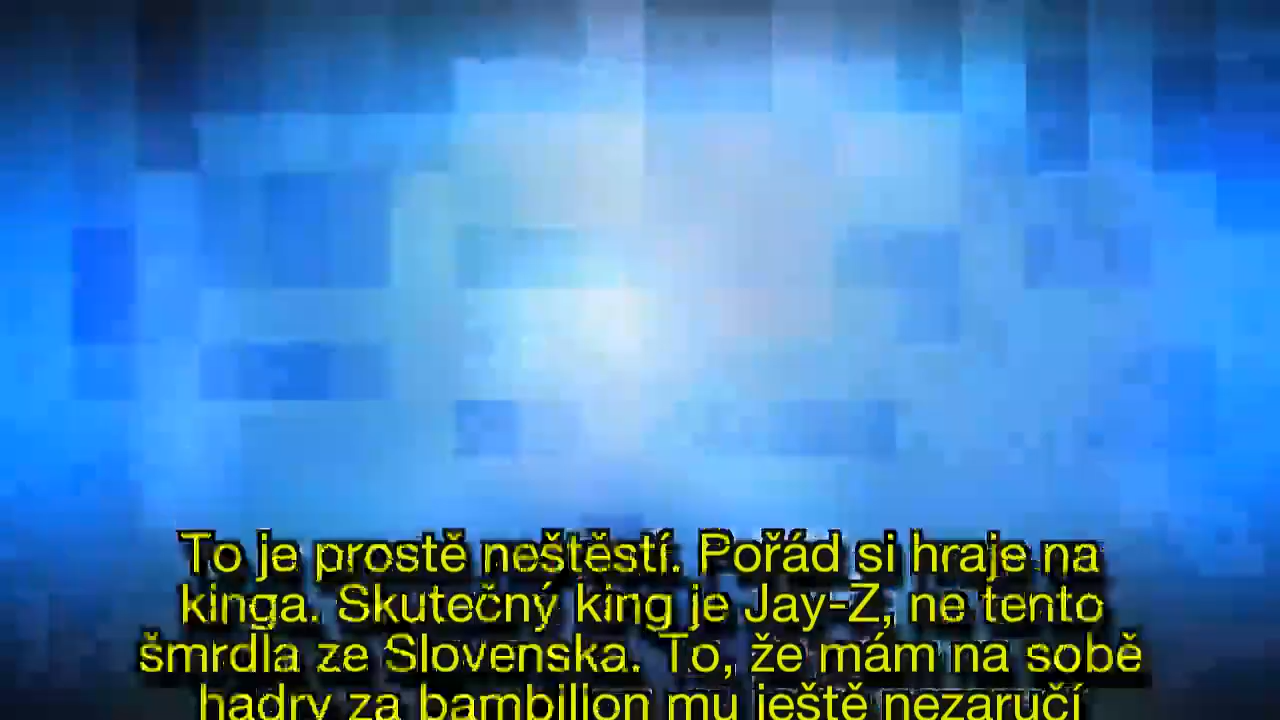 To je prostě neštěstí. Pořád si hraje na
kinga. Skutečný king je Jay-Z, ne tento
šmrdla ze Slovenska. To, že mám na sobě
hadry za bambilion mu ještě nezaručí